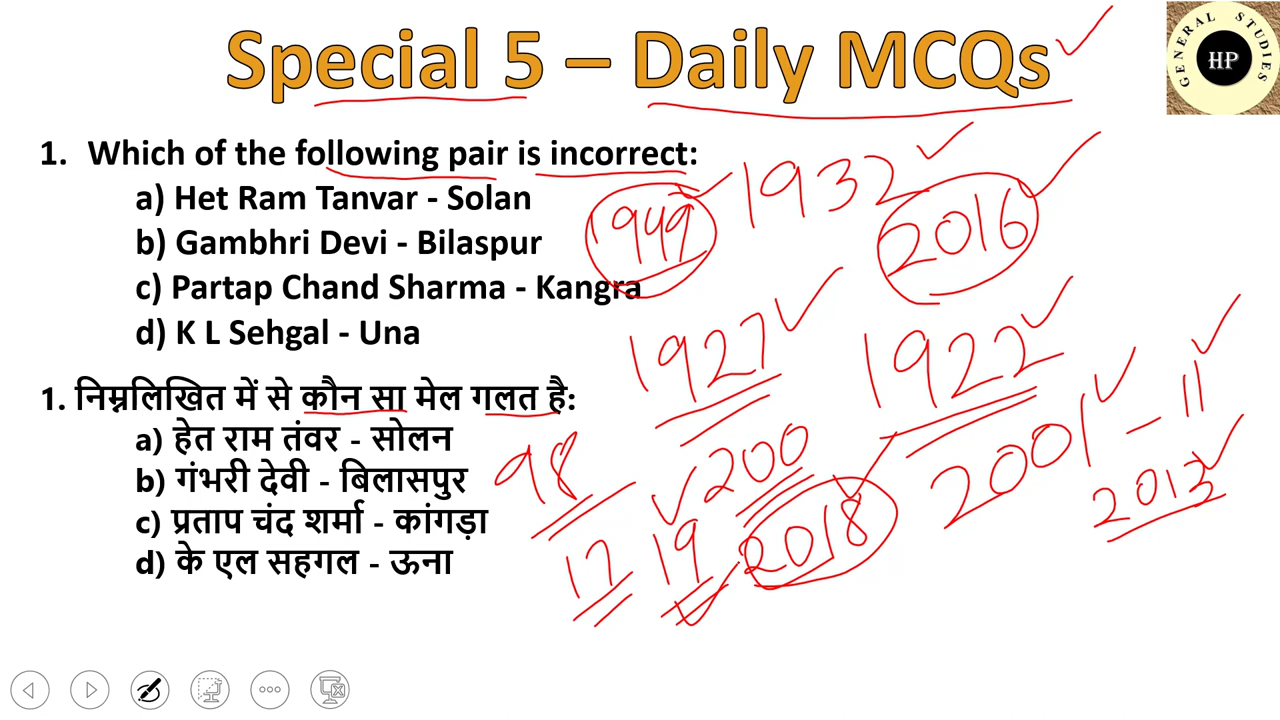 Special 5 – Daily MCQs
GENERAL STUDIES
HP
1. Which of the following pair is incorrect:
a) Het Ram Tanvar - Solan
b) Gambhri Devi - Bilaspur
c) Partap Chand Sharma - Kangra
d) K L Sehgal - Una
1949 1932 2016
1927 1922
1. निम्नलिखित में से कौन सा मेल गलत है:
a) हेत राम तंवर - सोलन
b) गंभरी देवी - बिलासपुर
c) प्रताप चंद शर्मा - कांगड़ा
d) के एल सहगल - ऊना
98 200 2001 - 11
17 19 2018 2013